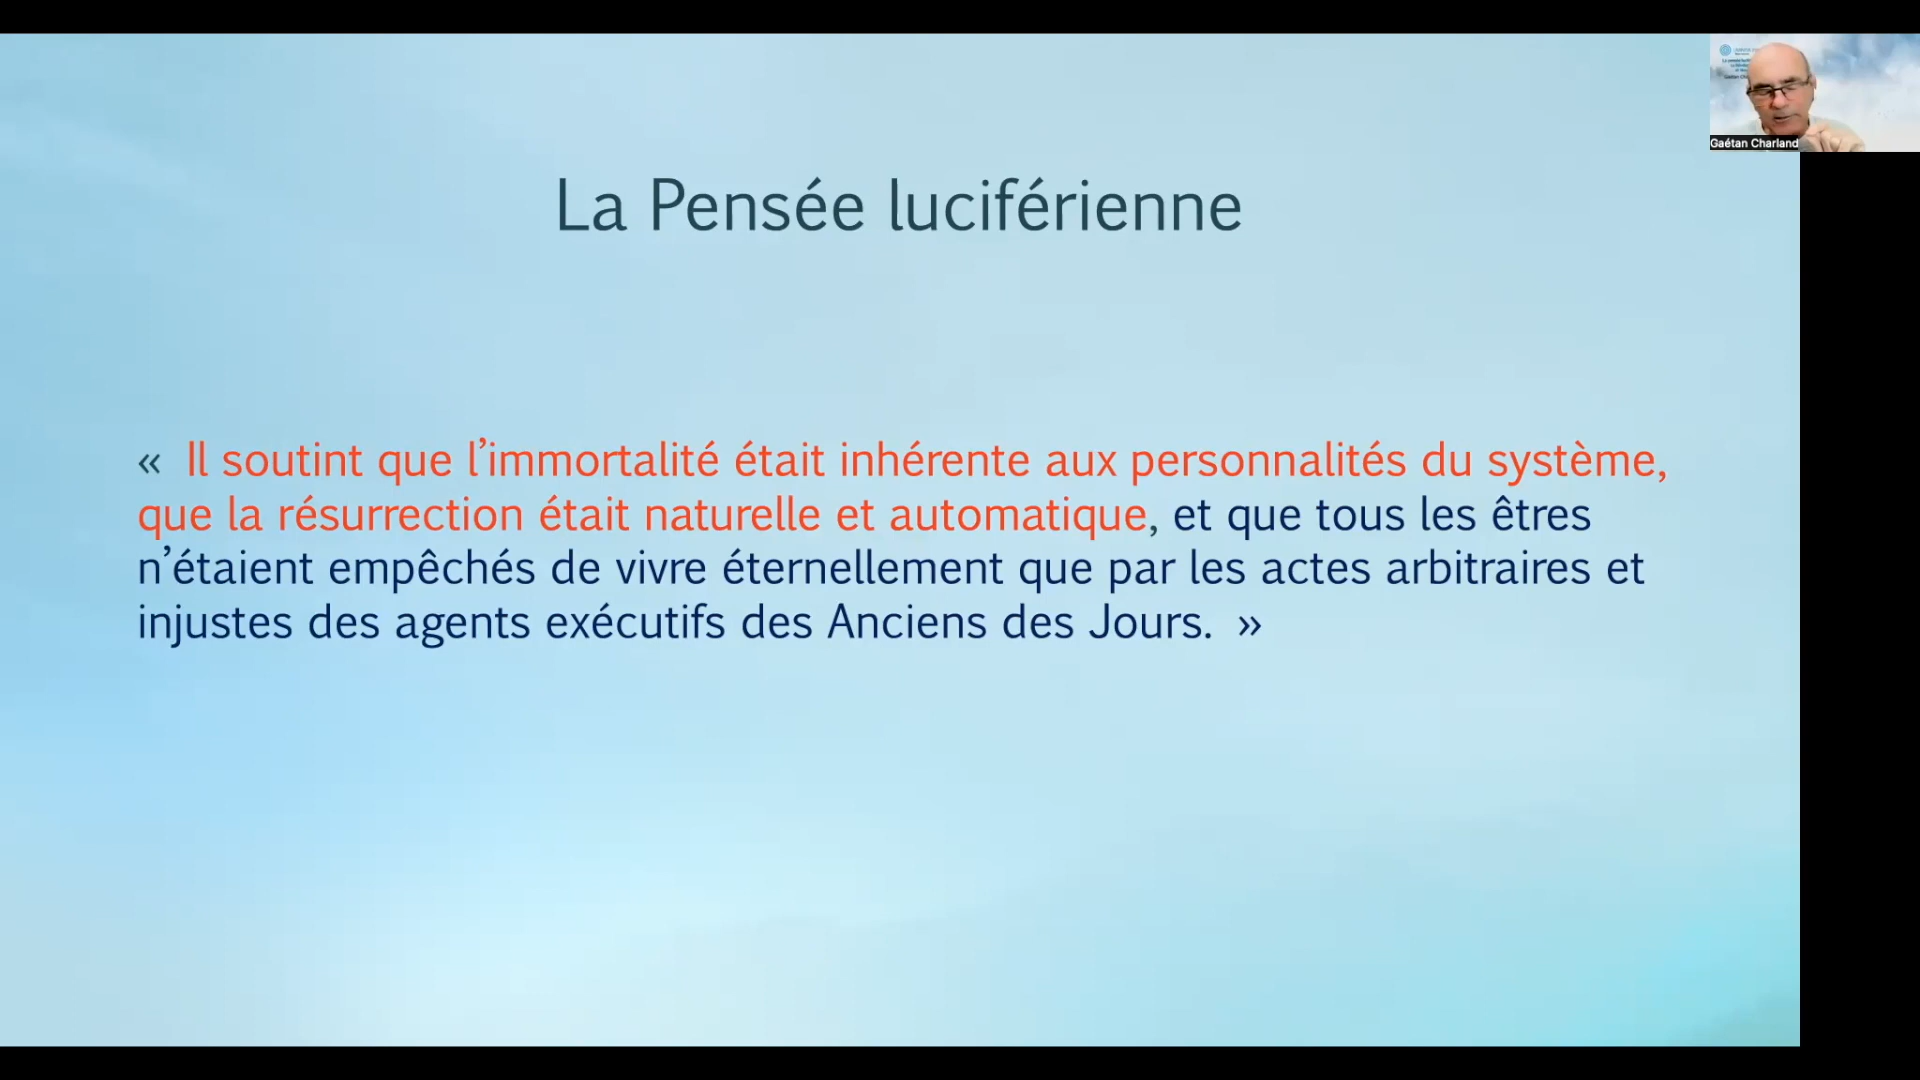 La Pensée luciférienne
« Il soutint que l’immortalité était inhérente aux personnalités du système,
que la résurrection était naturelle et automatique, et que tous les êtres
n’étaient empêchés de vivre éternellement que par les actes arbitraires et
injustes des agents exécutifs des Anciens des Jours. »
Gaétan Charland